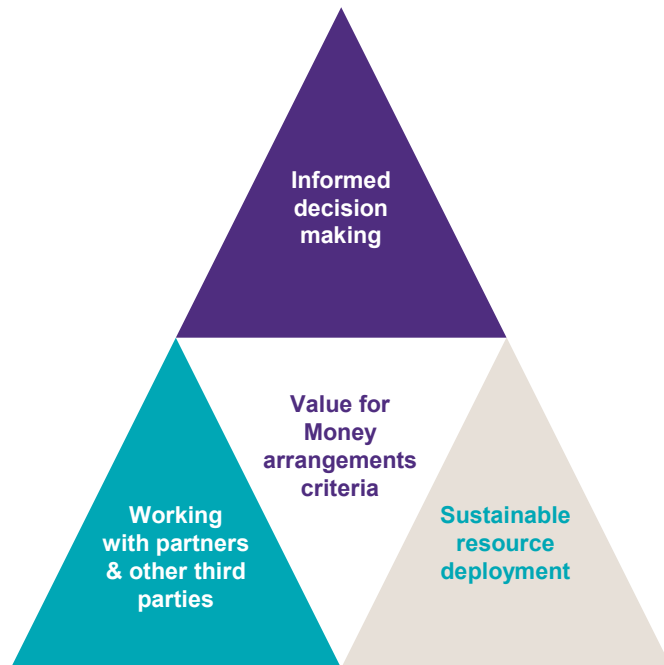 Informed
decision
making
Value for
Money
arrangements
criteria
Working
with partners
& other third
parties
Sustainable
resource
deployment